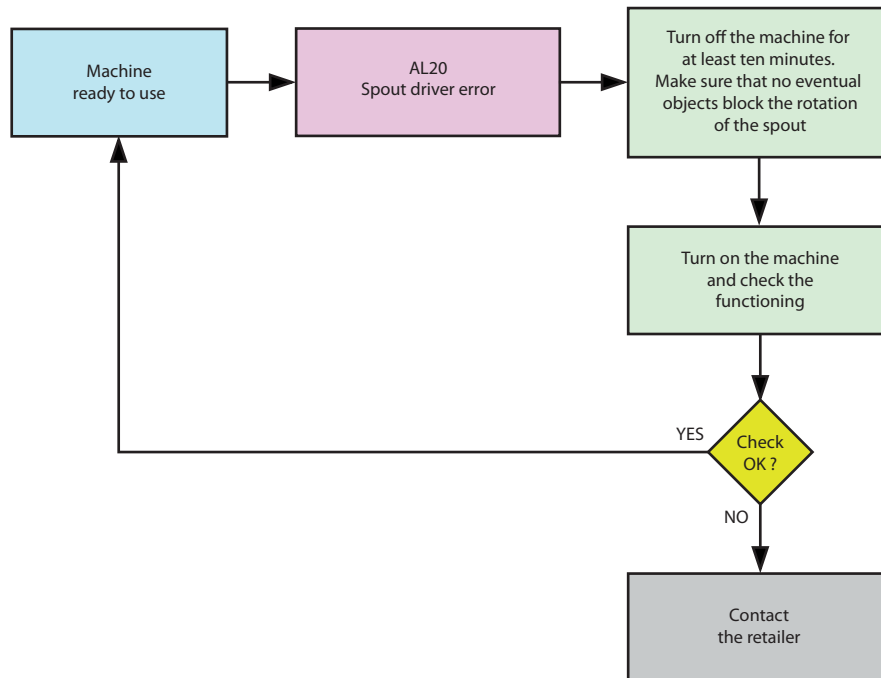 Machine
ready to use
AL20
Spout driver error
Turn off the machine for
at least ten minutes.
Make sure that no eventual
objects block the rotation
of the spout
Turn on the machine
and check the
functioning
YES
Check
OK ?
NO
Contact
the retailer